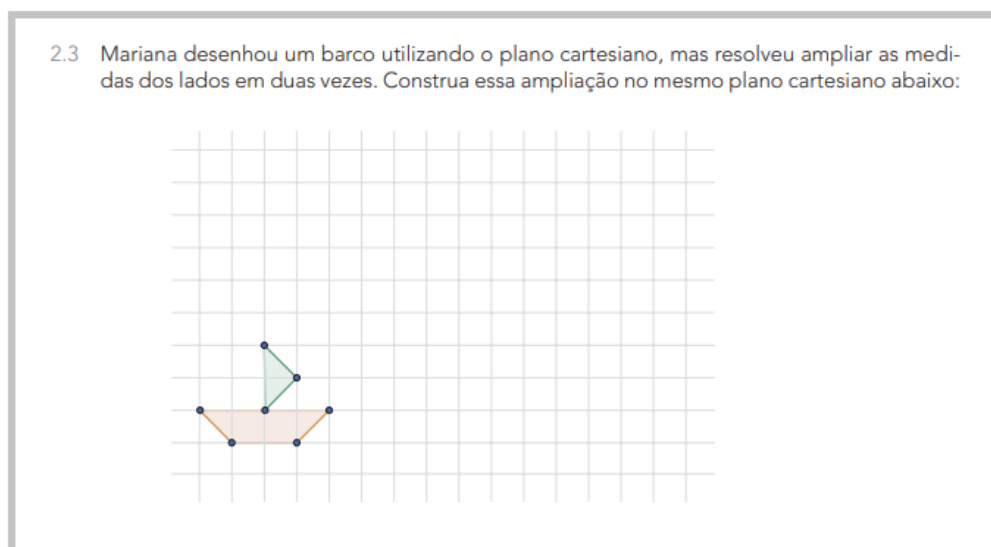 2.3 Mariana desenhou um barco utilizando o plano cartesiano, mas resolveu ampliar as medi-
das dos lados em duas vezes. Construa essa ampliação no mesmo plano cartesiano abaixo: